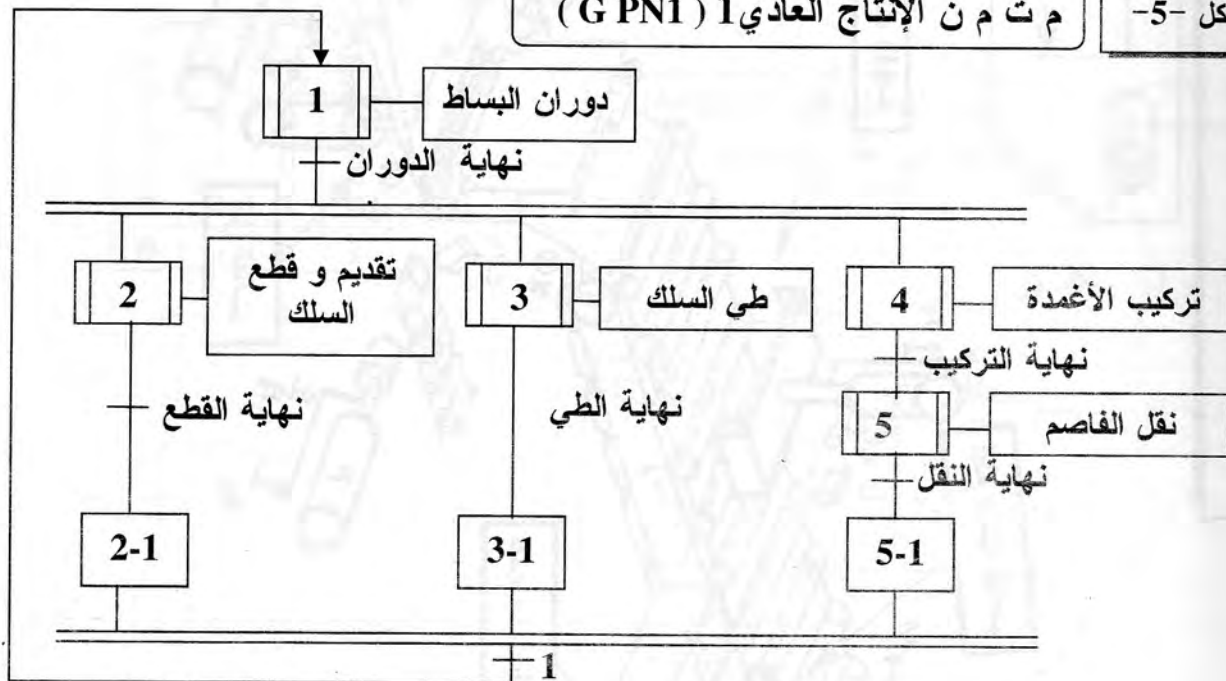 م ت م ن الإنتاج العادي1 ( G PN1 )
-5-
1
دوران البساط
نهاية الدوران
2
تقديم و قطع
السلك
3
طي السلك
4
تركيب الأغمدة
نهاية التركيب
نهاية القطع
نهاية الطي
5
نقل الفاصم
نهاية النقل
2-1
3-1
5-1
1